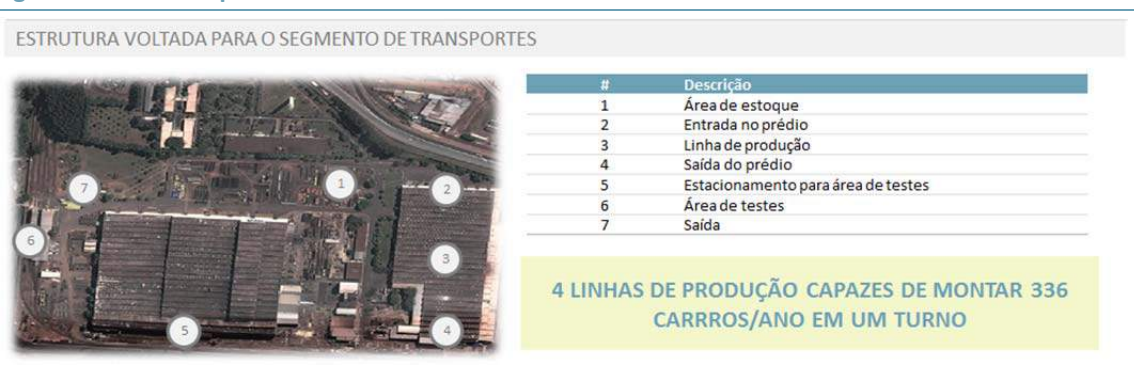 ESTRUTURA VOLTADA PARA O SEGMENTO DE TRANSPORTES
# Descrição
1 Área de estoque
2 Entrada no prédio
3 Linha de produção
4 Saída do prédio
5 Estacionamento para área de testes
6 Área de testes
7 Saída
7
1
2
6
3
5
4
4 LINHAS DE PRODUÇÃO CAPAZES DE MONTAR 336
CARRROS/ANO EM UM TURNO